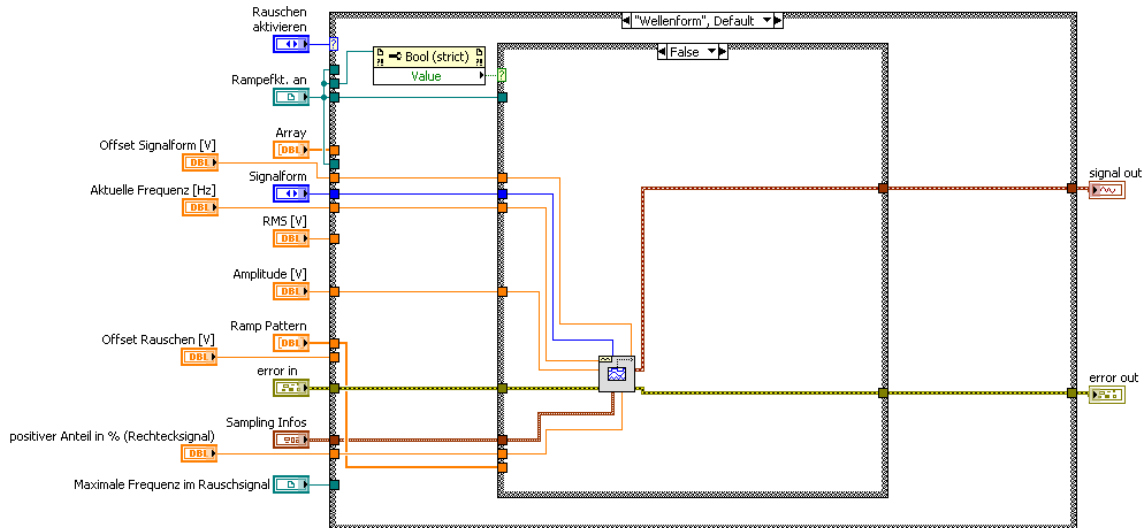 Rauschen
aktivieren
"Wellenform", Default
?
Bool (strict)
False
Value
?
Rampefkt. an
Array
DBL
Offset Signalform [V]
DBL
Signalform
Aktuelle Frequenz [Hz]
DBL
signal out
RMS [V]
DBL
Amplitude [V]
DBL
Ramp Pattern
DBL
Offset Rauschen [V]
DBL
error in
error out
Sampling Infos
positiver Anteil in % (Rechtecksignal)
DBL
Maximale Frequenz im Rauschsignal